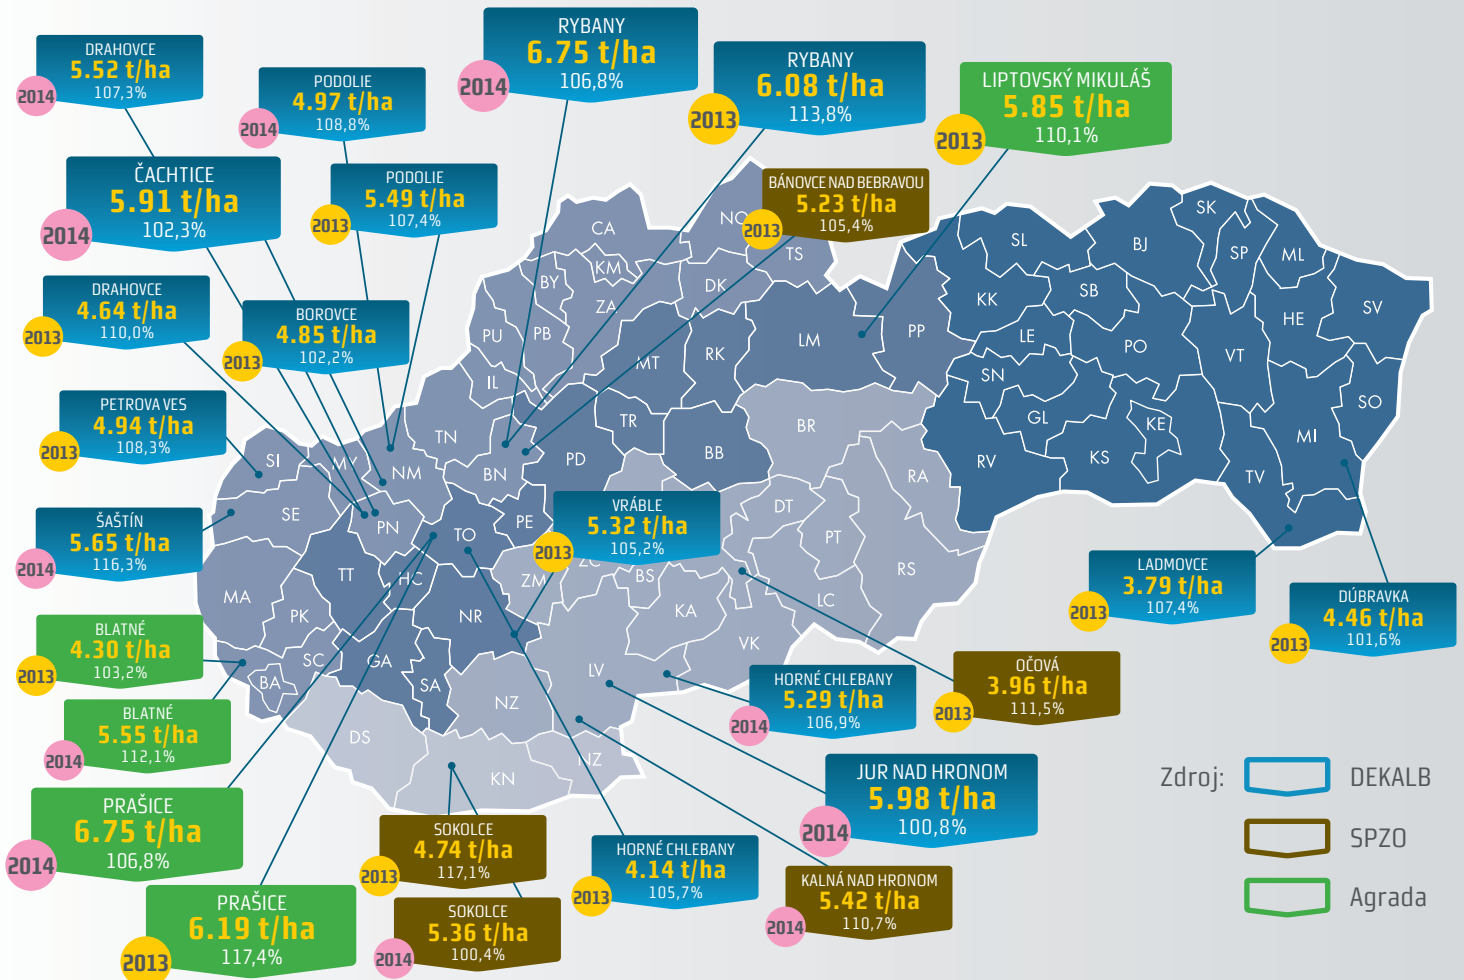 DRAHOVCE
5.52 t/ha
107,3%
2014
PODOLIE
4.97 t/ha
108,8%
2014
RYBANY
6.75 t/ha
106,8%
2014
RYBANY
6.08 t/ha
113,8%
2013
LIPTOVSKÝ MIKULÁŠ
5.85 t/ha
110,1%
2013
ČACHTICE
5.91 t/ha
102,3%
2014
PODOLIE
5.49 t/ha
107,4%
2013
BÁNOVCE NAD BEBRAVOU
5.23 t/ha
105,4%
2013
DRAHOVCE
4.64 t/ha
110,0%
2013
BOROVCE
4.85 t/ha
102,2%
2013
PETROVA VES
4.94 t/ha
108,3%
2013
ŠAŠTÍN
5.65 t/ha
116,3%
2014
VRÁBLE
5.32 t/ha
105,2%
2013
LADMOVCE
3.79 t/ha
107,4%
2013
DÚBRAVKA
4.46 t/ha
101,6%
2013
BLATNÉ
4.30 t/ha
103,2%
2013
BLATNÉ
5.55 t/ha
112,1%
2014
HORNÉ CHLEBANY
5.29 t/ha
106,9%
2014
OČOVÁ
3.96 t/ha
111,5%
2013
PRAŠICE
6.75 t/ha
106,8%
2014
PRAŠICE
6.19 t/ha
117,4%
2013
SOKOLCE
4.74 t/ha
117,1%
2013
SOKOLCE
5.36 t/ha
100,4%
2014
HORNÉ CHLEBANY
4.14 t/ha
105,7%
2013
JUR NAD HRONOM
5.98 t/ha
100,8%
2014
KALNÁ NAD HRONOM
5.42 t/ha
110,7%
2014
CA
NO
TS
KM
BY
ZA
DK
PU
PB
IL
MT
RK
LM
PP
KK
SL
SB
BJ
SK
SP
ML
SV
HE
VT
PO
LE
SN
GL
RV
KS
KE
TV
MI
SO
TN
BN
PD
TR
BB
BR
RA
SI
MY
NM
SE
PN
TO
PE
DT
PT
RS
LC
MA
TT
HC
NR
ZM
ZC
BS
KA
VK
PK
SC
BA
GA
SA
NZ
LV
DS
KN
NZ
Zdroj:
DEKALB
SPZO
Agrada